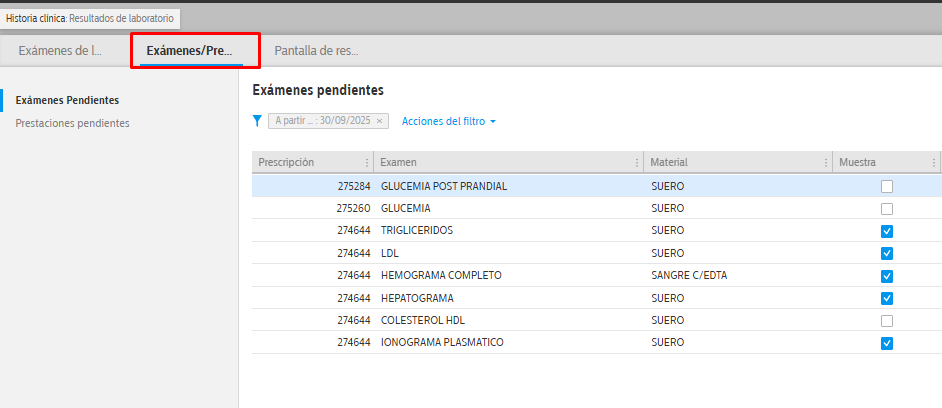 Historia clínica: Resultados de laboratorio
Exámenes de l... Exámenes/Pre... Pantalla de res...
Exámenes Pendientes
Prestaciones pendientes
Exámenes pendientes
A partir ... : 30/09/2025 × Acciones del filtro
Prescripción Examen Material Muestra
275284 GLUCEMIA POST PRANDIAL SUERO
275260 GLUCEMIA SUERO
274644 TRIGLICERIDOS SUERO
274644 LDL SUERO
274644 HEMOGRAMA COMPLETO SANGRE C/EDTA
274644 HEPATOGRAMA SUERO
274644 COLESTEROL HDL SUERO
274644 IONOGRAMA PLASMATICO SUERO